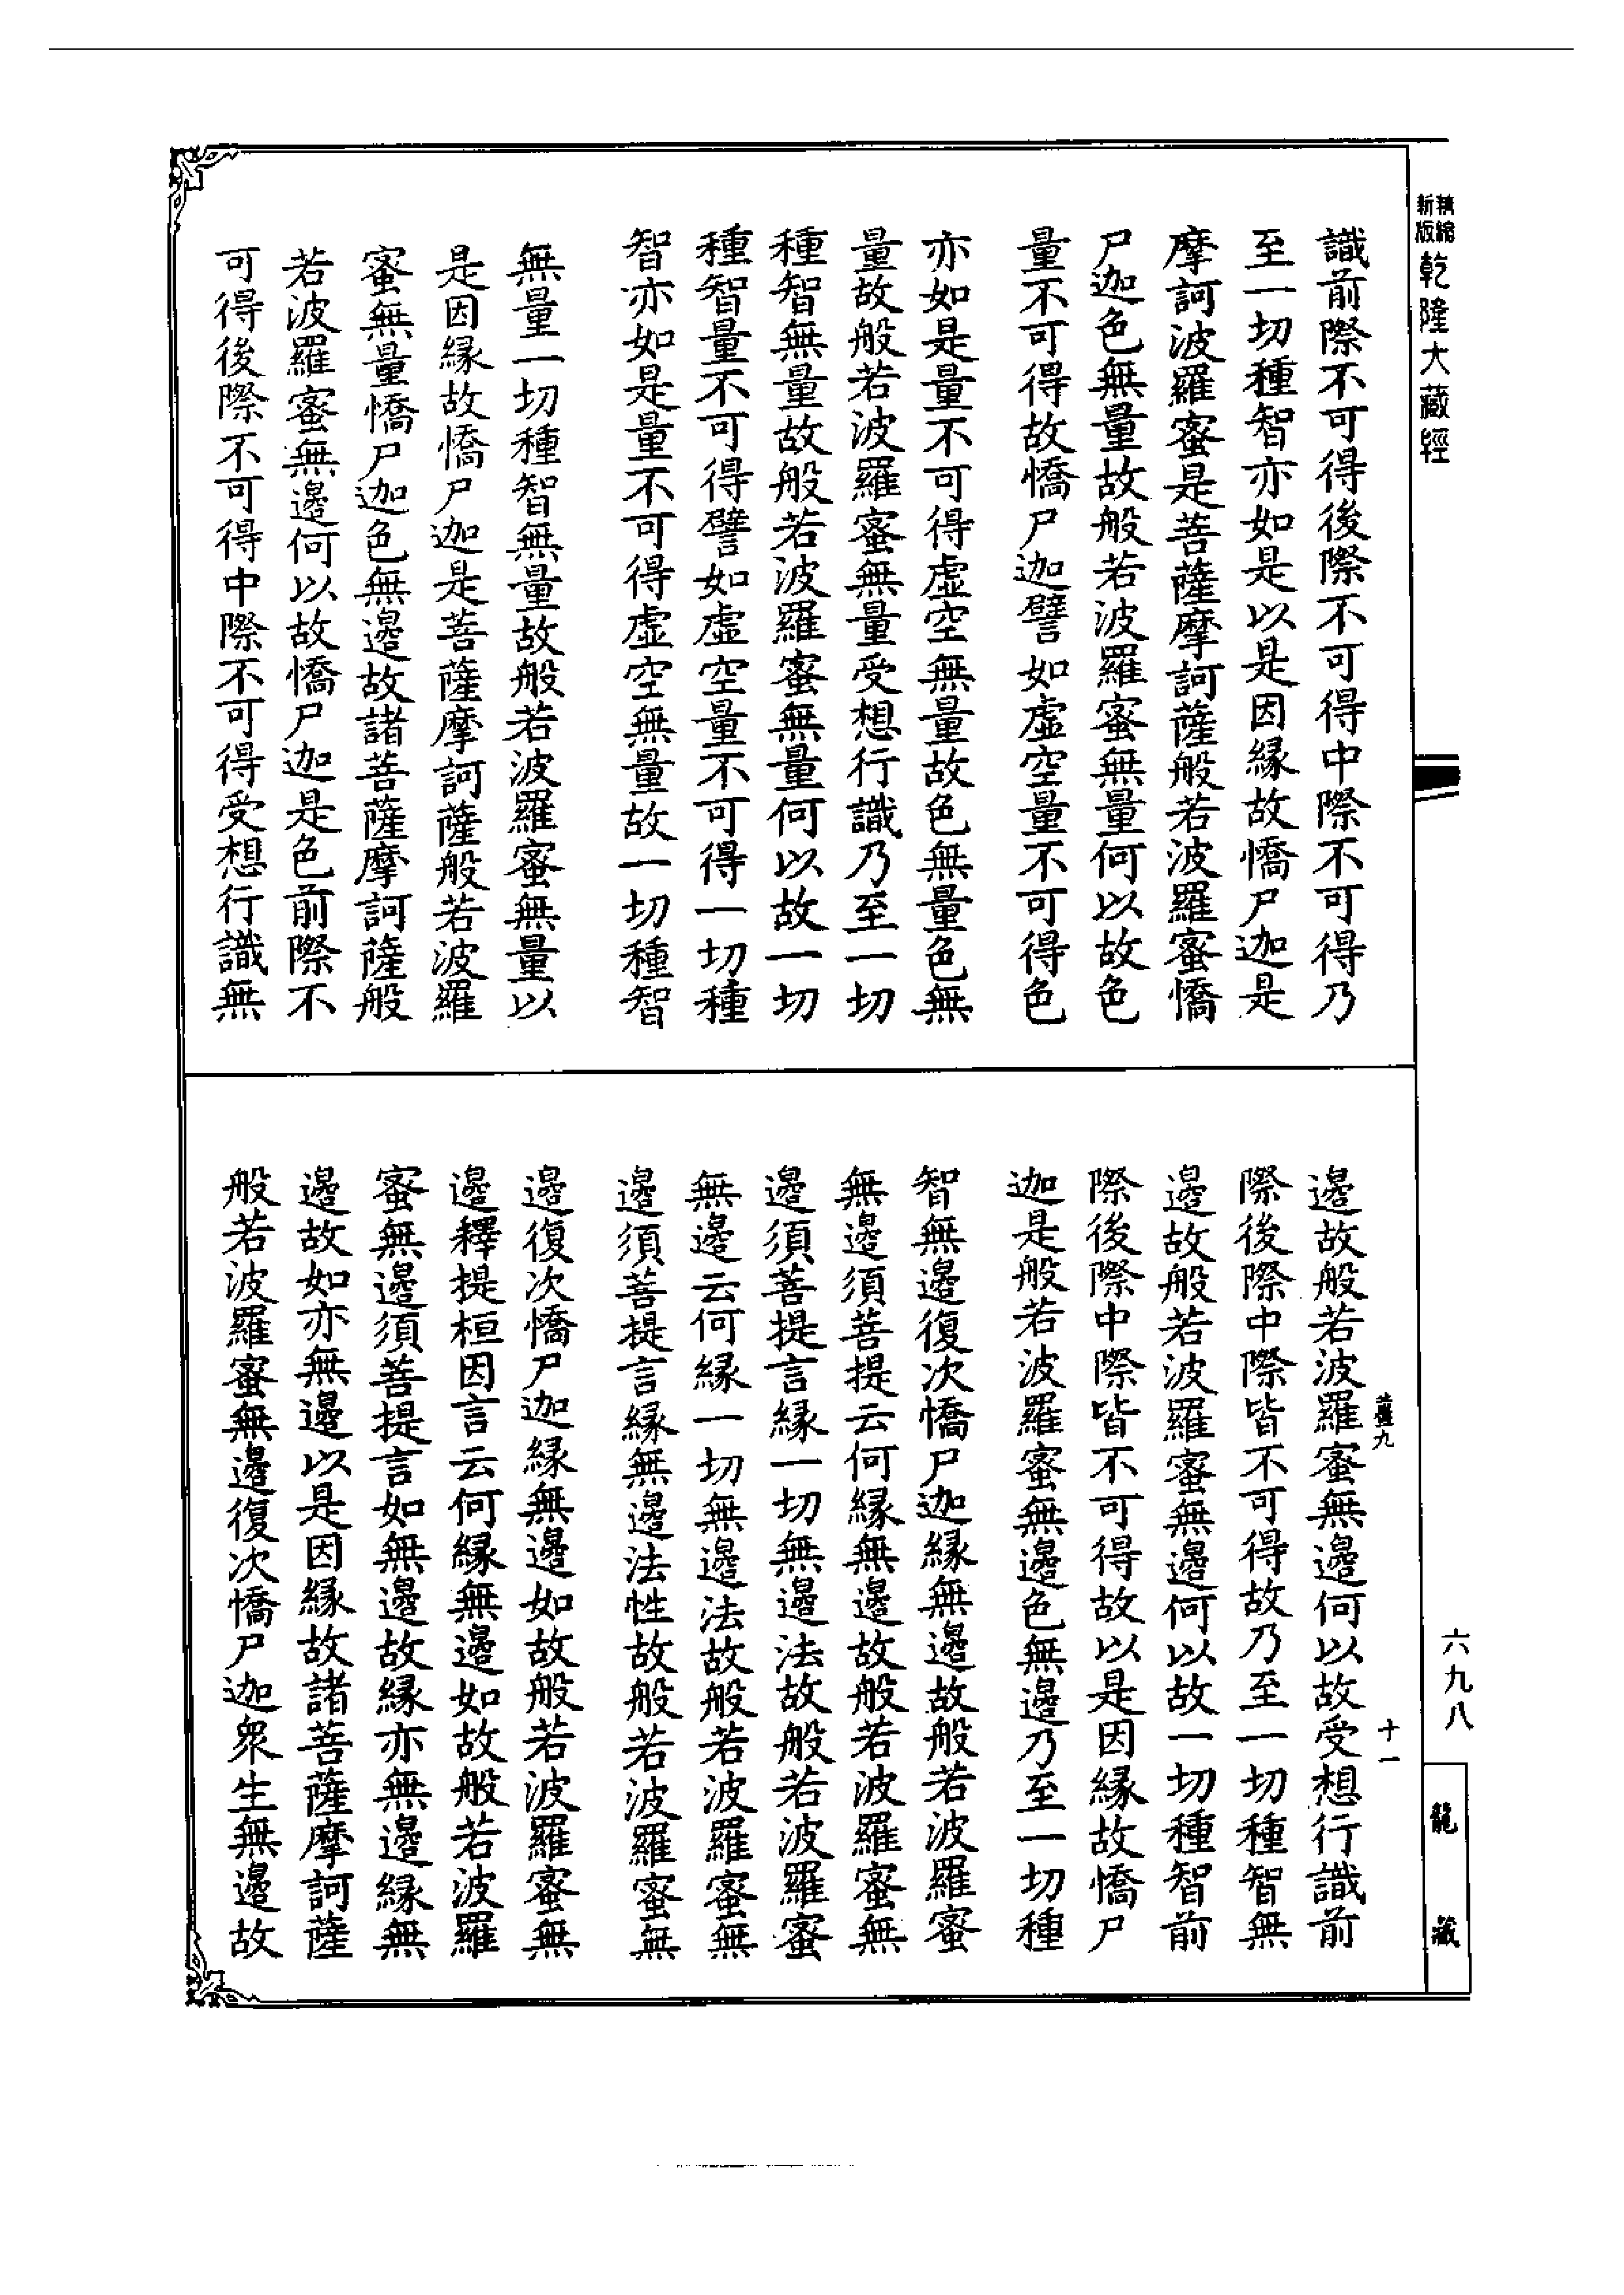 精縮
新版
乾隆大藏經
識前際不可得後際不可得中際不可得乃
至一切種智亦如是以是因緣故憍尸迦是
摩訶波羅蜜是菩薩摩訶薩般若波羅蜜憍
尸迦色無量故般若波羅蜜無量何以故色
量不可得故憍尸迦譬如虛空量不可得色
亦如是量不可得虛空無量故色無量色無
量故般若波羅蜜無量受想行識乃至一切
種智無量故般若波羅蜜無量何以故一切
種智量不可得譬如虛空量不可得一切種
智亦如是量不可得虛空無量故一切種智
無量一切種智無量故般若波羅蜜無量以
是因緣故憍尸迦是菩薩摩訶薩般若波羅
蜜無量憍尸迦色無邊故諸菩薩摩訶薩般
若波羅蜜無邊何以故憍尸迦是色前際不
可得後際不可得中際不可得受想行識無
邊故般若波羅蜜無邊何以故受想行識前
際後際中際皆不可得故乃至一切種智無
邊故般若波羅蜜無邊何以故一切種智前
際後際中際皆不可得故以是因緣故憍尸
迦是般若波羅蜜無邊色無邊乃至一切種
智無邊復次憍尸迦緣無邊故般若波羅蜜
無邊須菩提云何緣無邊故般若波羅蜜無
邊須菩提言緣一切無邊法故般若波羅蜜
無邊云何緣一切無邊法故般若波羅蜜無
邊須菩提言緣無邊法性故般若波羅蜜無
邊復次憍尸迦緣無邊如故般若波羅蜜無
邊釋提桓因言云何緣無邊如故般若波羅
蜜無邊須菩提言如無邊故緣亦無邊緣無
邊故如亦無邊以是因緣故諸菩薩摩訶薩
般若波羅蜜無邊復次憍尸迦眾生無邊故
九
十一
六九八
龍藏